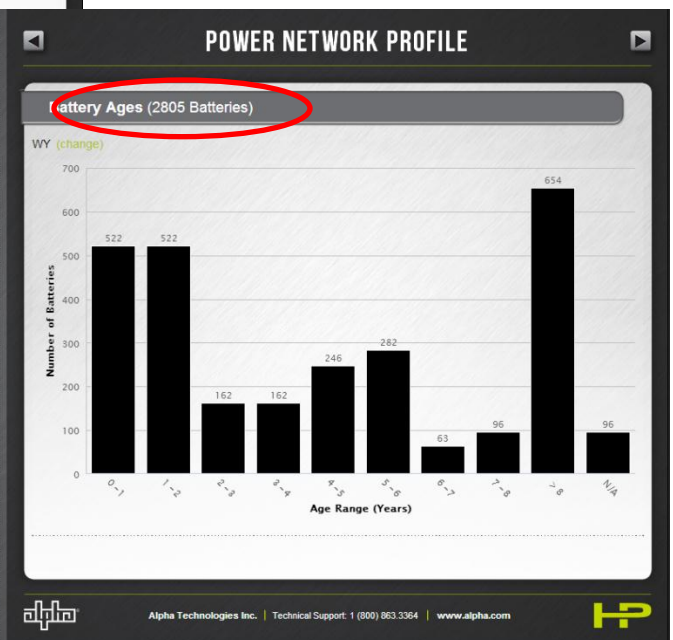 POWER NETWORK PROFILE
Battery Ages (2805 Batteries)
WY (change)
700
600
500
400
300
200
100
0
Number of Batteries
522
522
162
162
246
282
63
96
654
96
0 - 1
1 - 2
2 - 3
3 - 4
4 - 5
5 - 6
6 - 7
7 - 8
> 8
N/A
Age Range (Years)
alpha
Alpha Technologies Inc. | Technical Support: 1 (800) 863.3364 | www.alpha.com
HP